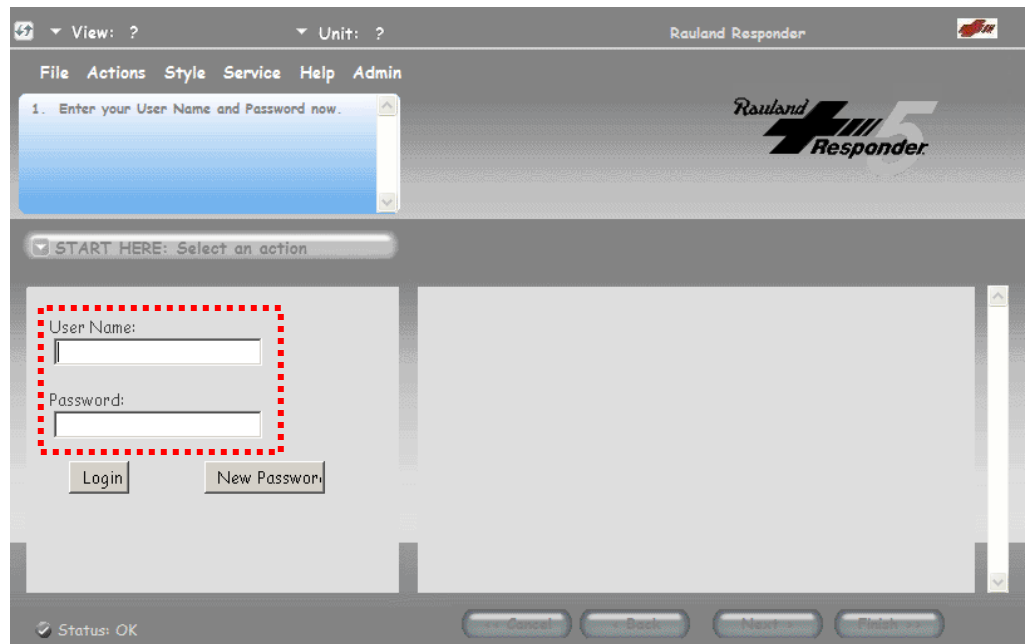 View: ? Unit: ? Rauland Responder
File Actions Style Service Help Admin
1. Enter your User Name and Password now.
Rauland
Responder 5
START HERE: Select an action
User Name:
Password:
Login New Passwor
Status: OK << Cancel < Back Next > Finish >>